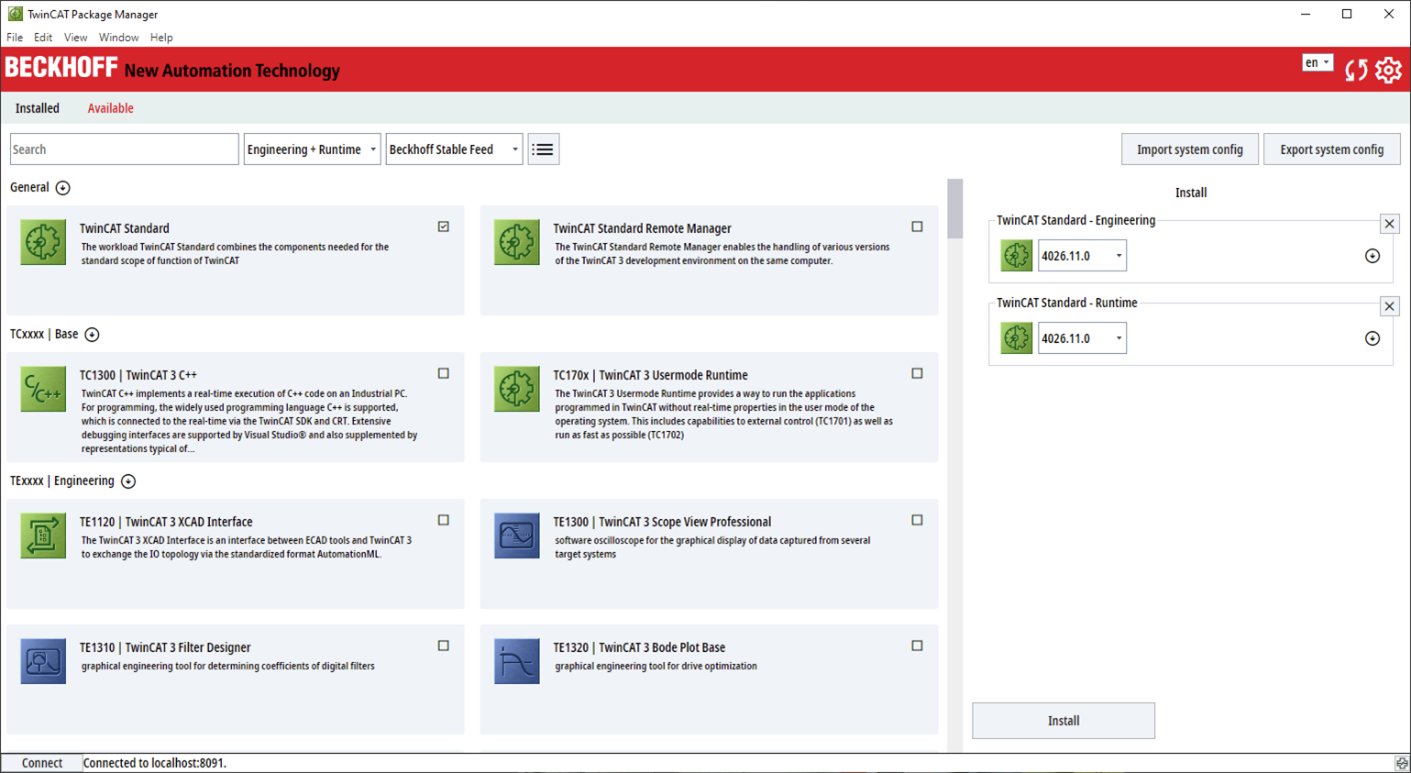 TwinCAT Package Manager
File Edit View Window Help
BECKHOFF New Automation Technology
en
Installed Available
Search
Engineering + Runtime
Beckhoff Stable Feed
Import system config
Export system config
General
TwinCAT Standard
The workload TwinCAT Standard combines the components needed for the
standard scope of function of TwinCAT
TwinCAT Standard Remote Manager
The TwinCAT Standard Remote Manager enables the handling of various versions
of the TwinCAT 3 development environment on the same computer.
TCxxxx | Base
TC1300 | TwinCAT 3 C++
TwinCAT C++ implements a real-time execution of C++ code on an Industrial PC.
For programming, the widely used programming language C++ is supported,
which is connected to the real-time via the TwinCAT SDK and CRT. Extensive
debugging interfaces are supported by Visual Studio® and also supplemented by
representations typical of...
C/C++
TC170x | TwinCAT 3 Usermode Runtime
The TwinCAT 3 Usermode Runtime provides a way to run the applications
programmed in TwinCAT without real-time properties in the user mode of the
operating system. This includes capabilities to external control (TC1701) as well as
run as fast as possible (TC1702)
TExxxx | Engineering
TE1120 | TwinCAT 3 XCAD Interface
The TwinCAT 3 XCAD Interface is an interface between ECAD tools and TwinCAT 3
to exchange the IO topology via the standardized format AutomationML.
TE1300 | TwinCAT 3 Scope View Professional
software oscilloscope for the graphical display of data captured from several
target systems
TE1310 | TwinCAT 3 Filter Designer
graphical engineering tool for determining coefficients of digital filters
TE1320 | TwinCAT 3 Bode Plot Base
graphical engineering tool for drive optimization
Install
TwinCAT Standard - Engineering
4026.11.0
TwinCAT Standard - Runtime
4026.11.0
Install
Connect
Connected to localhost:8091.